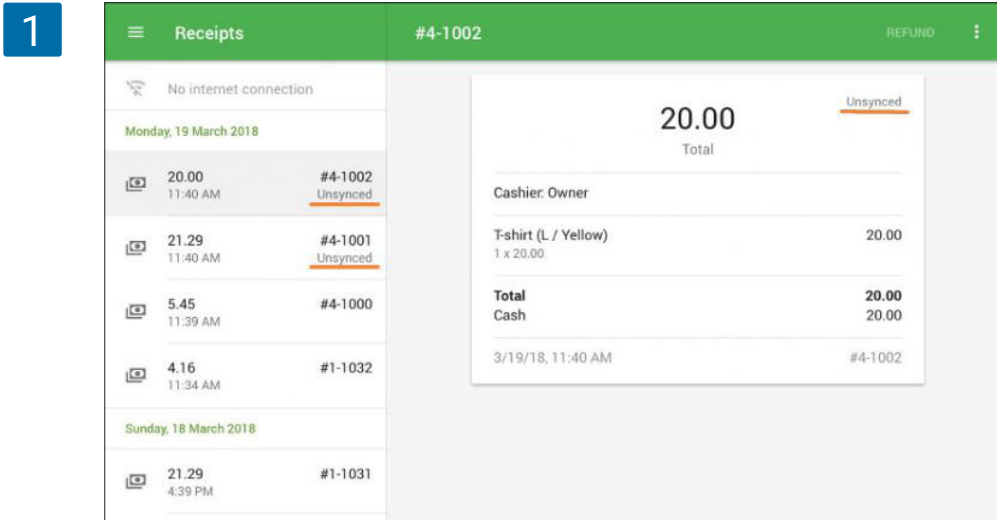 1
Receipts
#4-1002
REFUND
No internet connection
Monday, 19 March 2018
20.00
#4-1002
11:40 AM
Unsynced
21.29
#4-1001
11:40 AM
Unsynced
5.45
#4-1000
11:39 AM
4.16
#1-1032
11:34 AM
Sunday, 18 March 2018
21.29
#1-1031
4:39 PM
Unsynced
20.00
Total
Cashier: Owner
T-shirt (L / Yellow)
20.00
1 x 20.00
Total
20.00
Cash
20.00
3/19/18, 11:40 AM
#4-1002